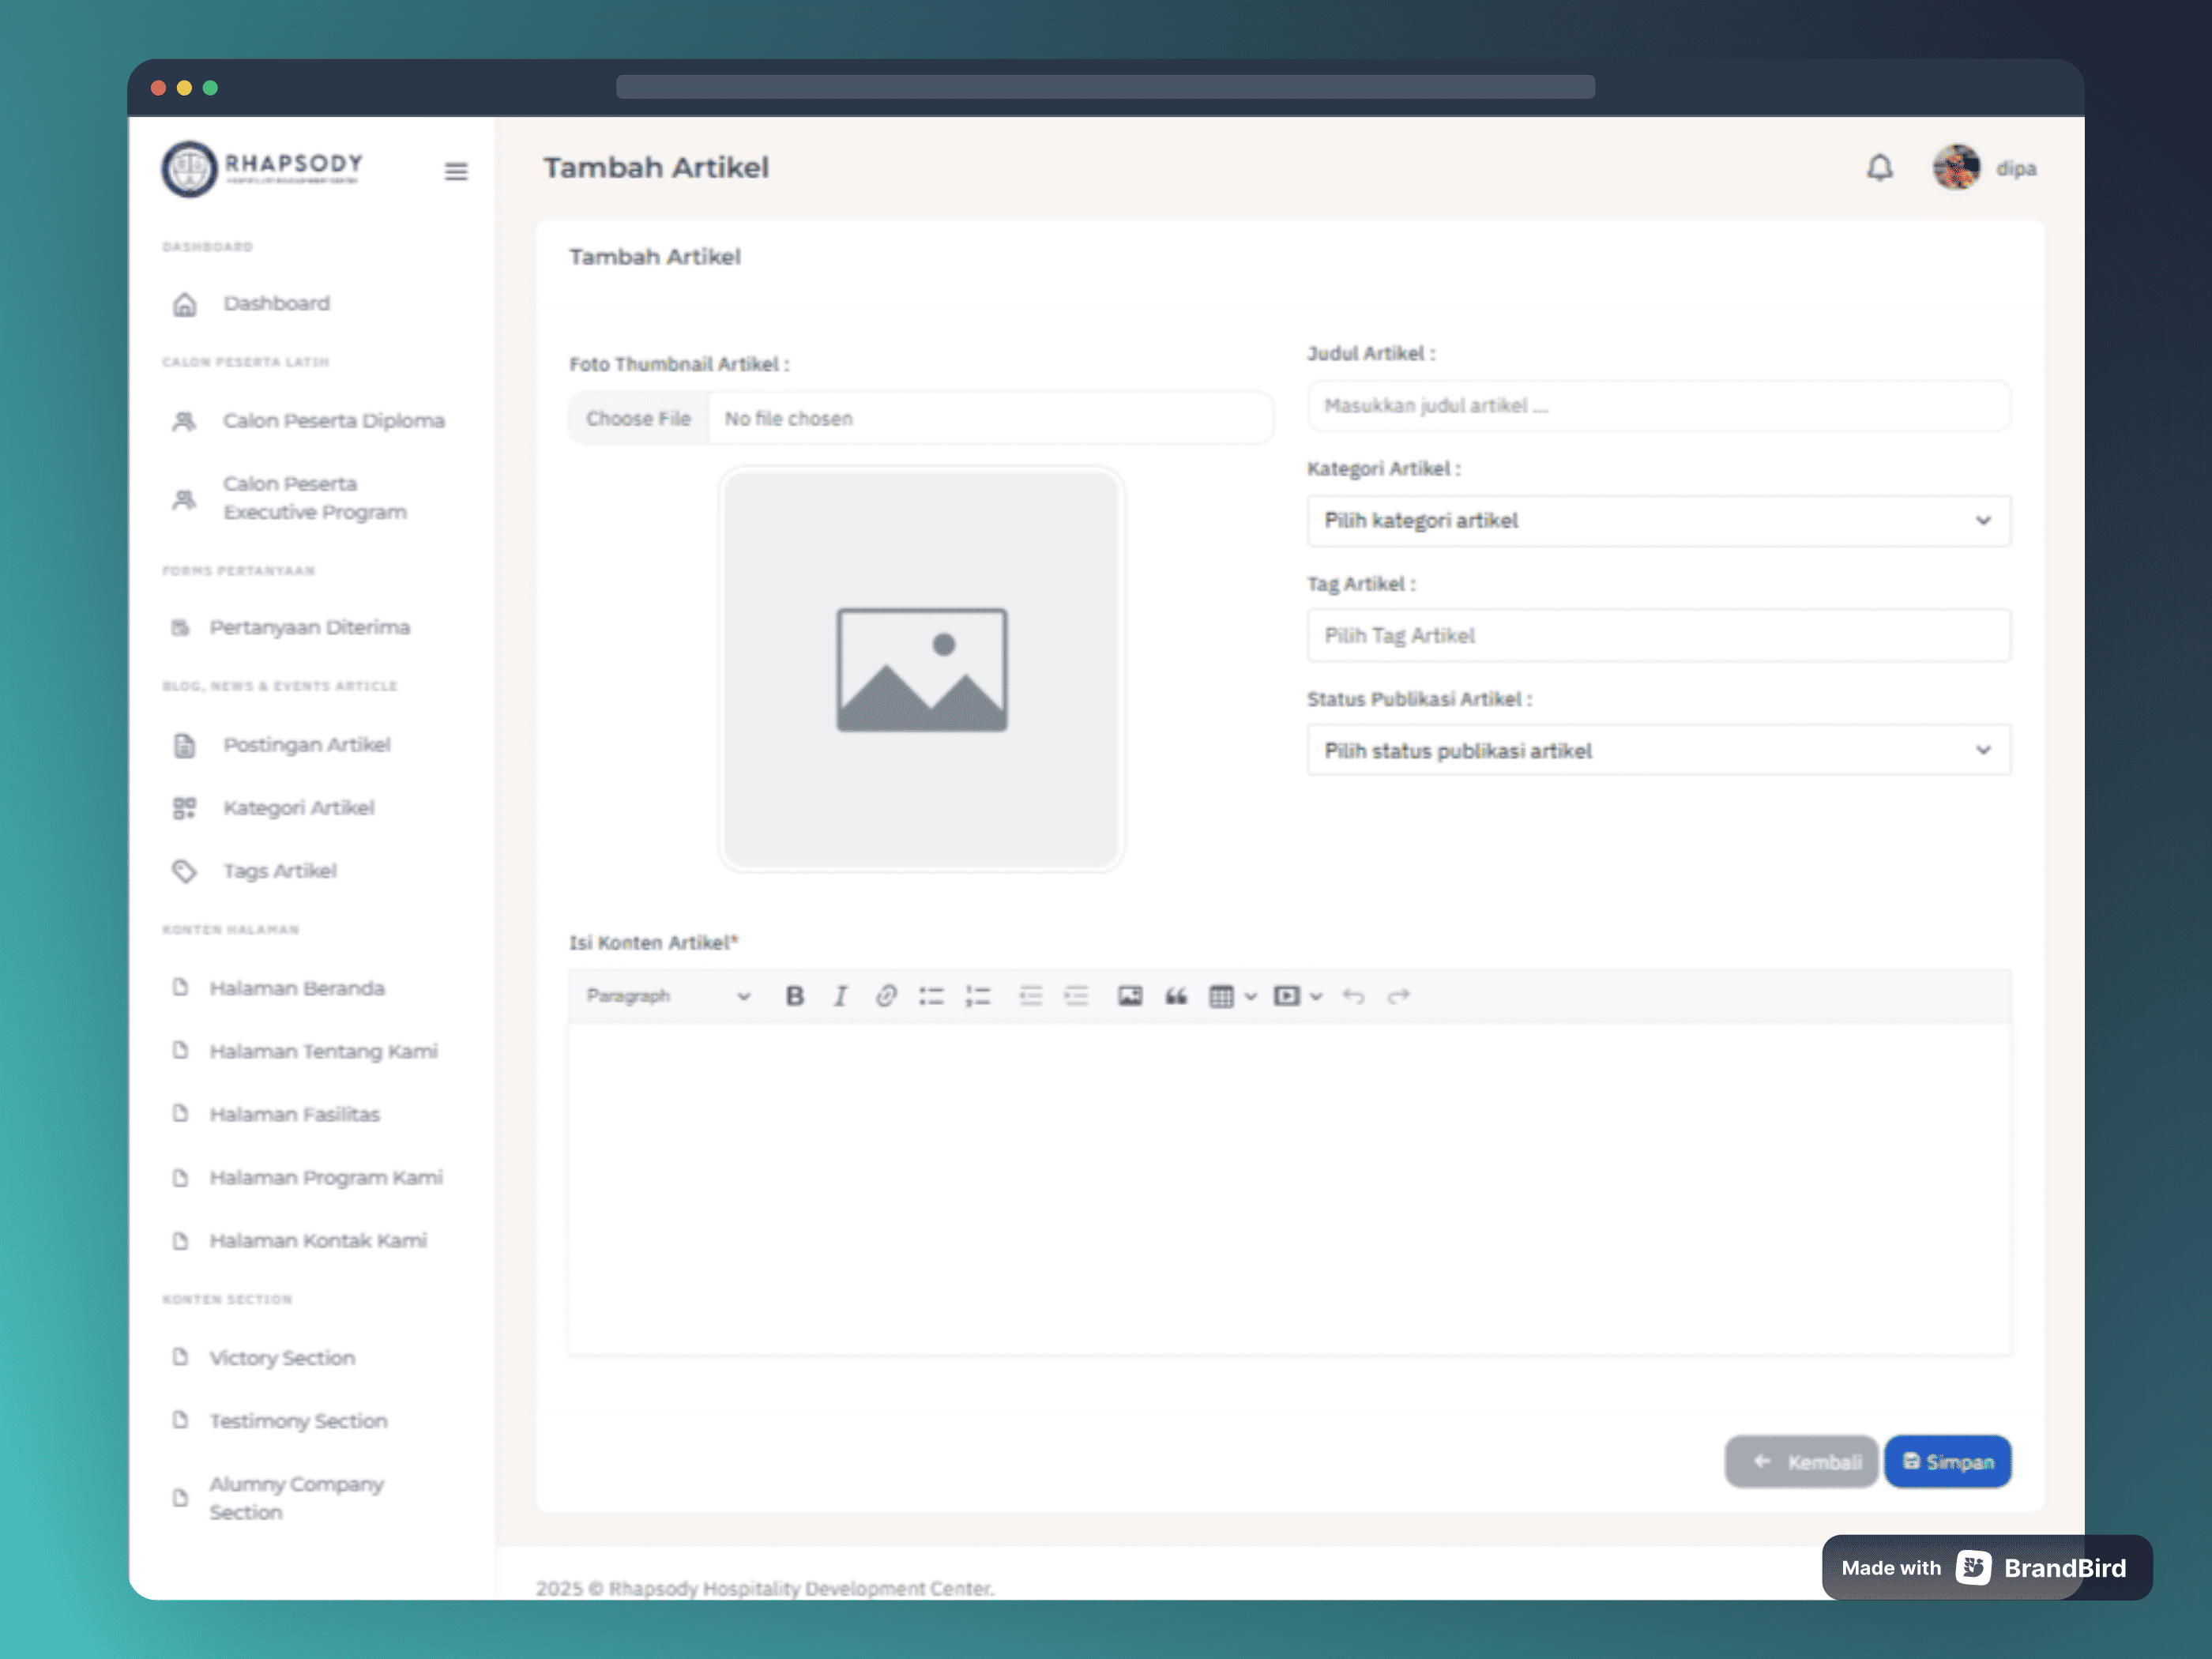 RHAPSODY
Tambah Artikel
dipa
DASHBOARD
Dashboard
CALON PESERTA LATIH
Calon Peserta Diploma
Calon Peserta
Executive Program
FORMS PERTANYAAN
Pertanyaan Diterima
BLOG, NEWS & EVENTS ARTICLE
Postingan Artikel
Kategori Artikel
Tags Artikel
KONTEN HALAMAN
Halaman Beranda
Halaman Tentang Kami
Halaman Fasilitas
Halaman Program Kami
Halaman Kontak Kami
KONTEN SECTION
Victory Section
Testimony Section
Alumny Company
Section
Tambah Artikel
Foto Thumbnail Artikel :
Choose File No file chosen
Judul Artikel :
Masukkan judul artikel ...
Kategori Artikel :
Pilih kategori artikel
Tag Artikel :
Pilih Tag Artikel
Status Publikasi Artikel :
Pilih status publikasi artikel
Isi Konten Artikel*
Paragraph
Kembali
Simpan
2025 © Rhapsody Hospitality Development Center.
Made with BrandBird